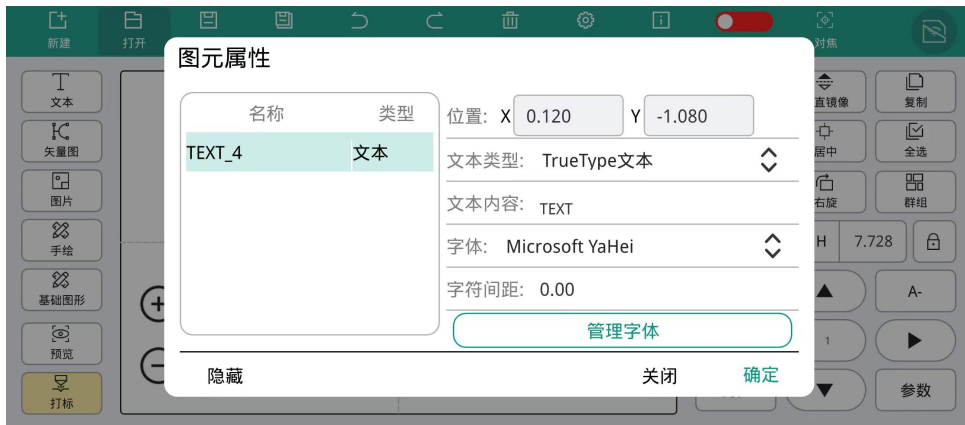 新建 打开 对焦
图元属性
名称 类型
TEXT_4 文本
位置: X 0.120 Y -1.080
文本类型: TrueType文本
文本内容: TEXT
字体: Microsoft YaHei
字符间距: 0.00
管理字体
隐藏 关闭 确定
文本
矢量图
图片
手绘
基础图形
预览
打标
直镜像 复制
居中 全选
右旋 群组
H 7.728
A-
1
参数